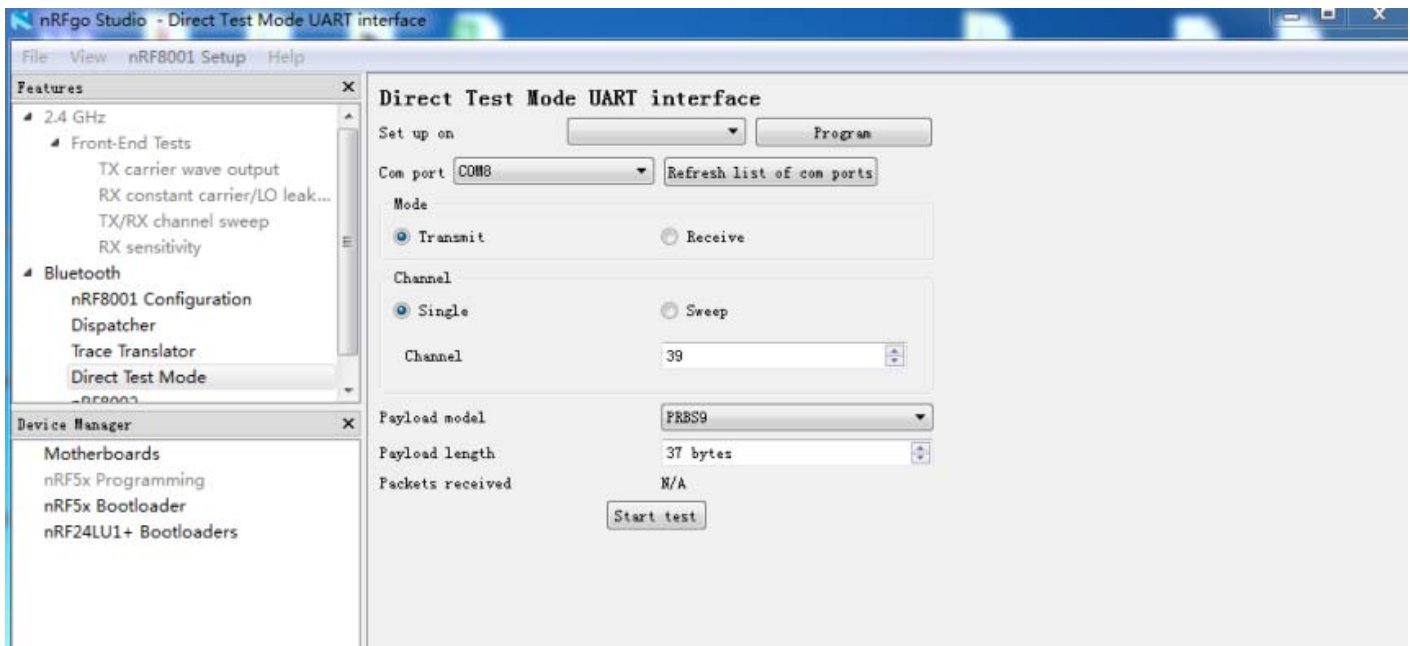 nRFgo Studio - Direct Test Mode UART interface
File View nRF8001 Setup Help
Features
2.4 GHz
Front-End Tests
TX carrier wave output
RX constant carrier/LO leak...
TX/RX channel sweep
RX sensitivity
Bluetooth
nRF8001 Configuration
Dispatcher
Trace Translator
Direct Test Mode
nRF8002
Device Manager
Motherboards
nRF5x Programming
nRF5x Bootloader
nRF24LU1+ Bootloaders
Direct Test Mode UART interface
Set up on Program
Com port COM8 Refresh list of com ports
Mode
Transmit Receive
Channel
Single Sweep
Channel 39
Payload model PRBS9
Payload length 37 bytes
Packets received N/A
Start test